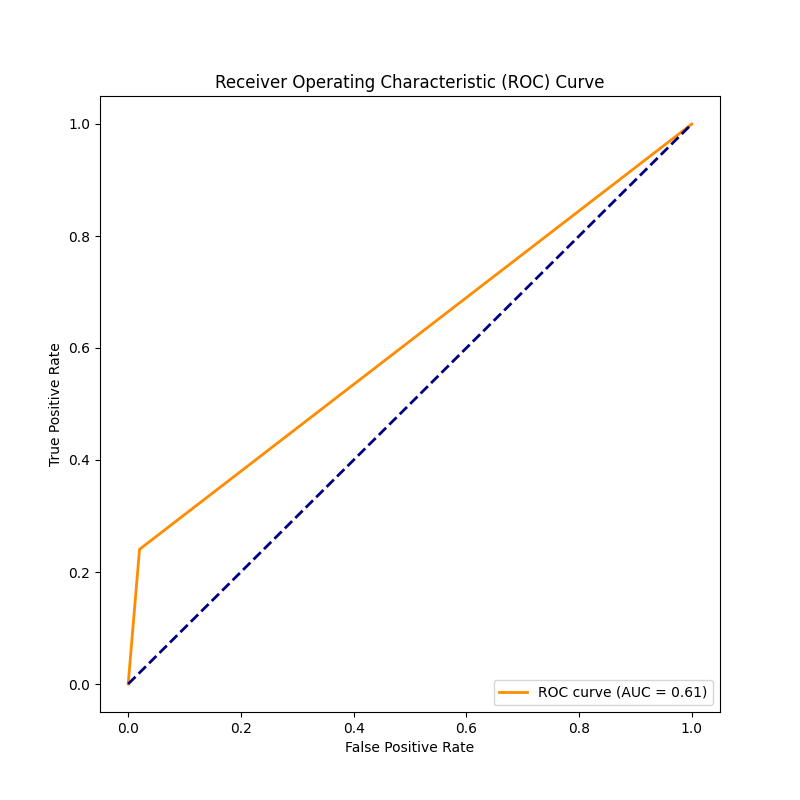 Receiver Operating Characteristic (ROC) Curve
1.0
0.8
0.6
0.4
0.2
0.0
True Positive Rate
ROC curve (AUC = 0.61)
0.0 0.2 0.4 0.6 0.8 1.0
False Positive Rate